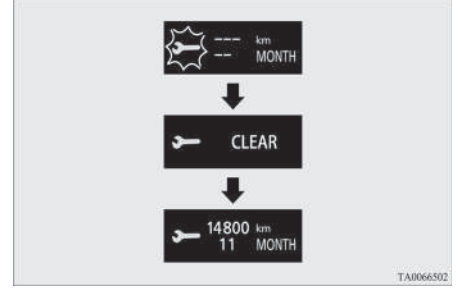 --- km
-- MONTH
CLEAR
14800 km
11 MONTH
TA0066502